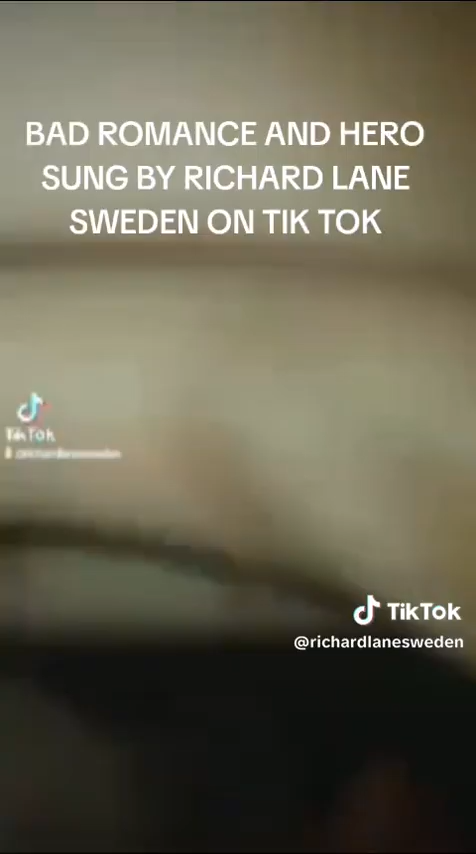 BAD ROMANCE AND HERO
SUNG BY RICHARD LANE
SWEDEN ON TIK TOK
TikTok
TikTok
@richardlanesweden